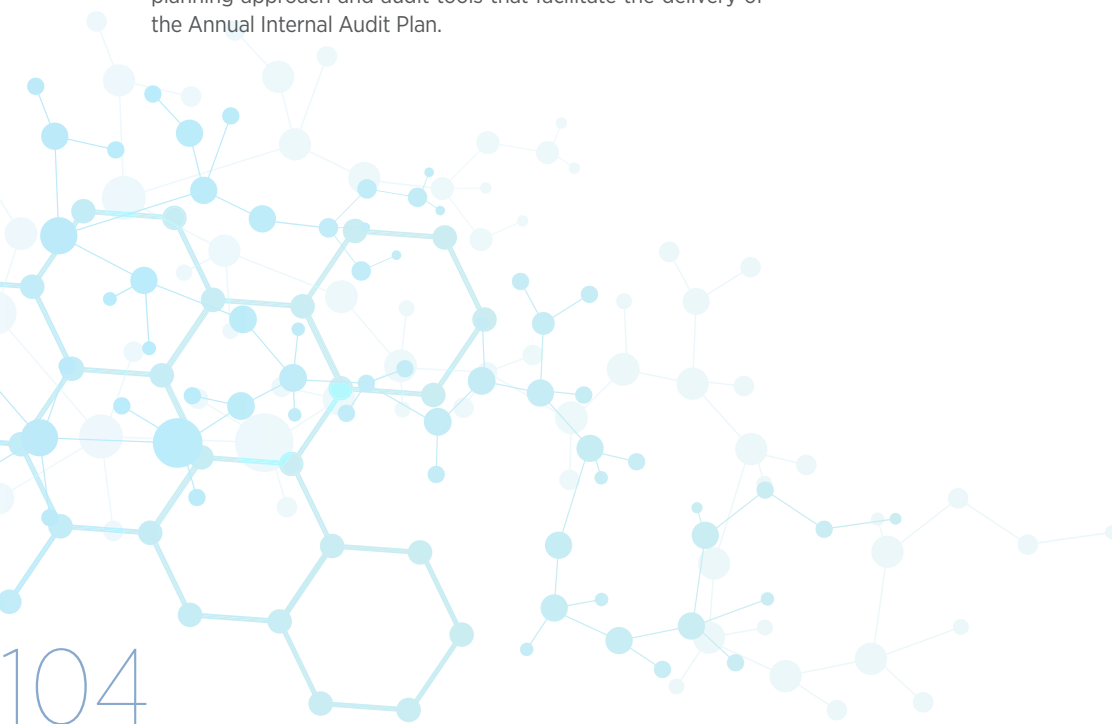 planning approach and audit tools that facilitate the delivery of
the Annual Internal Audit Plan.
104